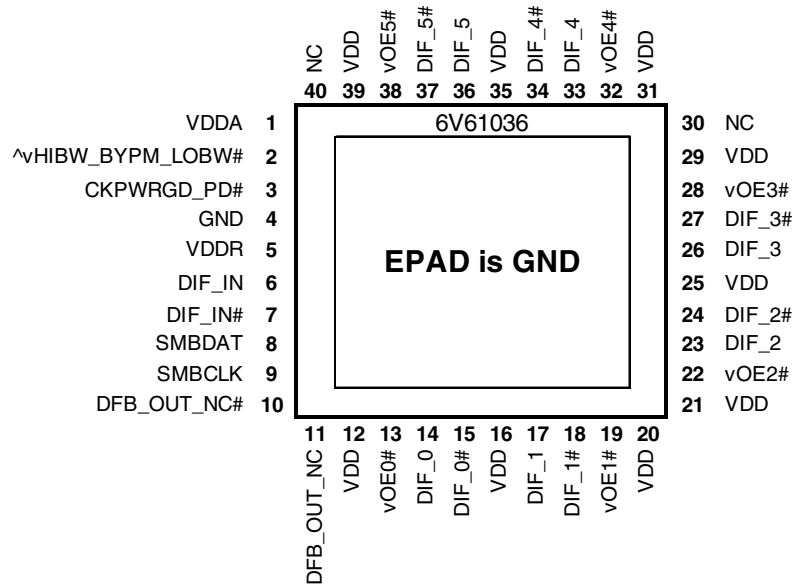 NC
VDD
vOE5#
DIF_5#
DIF_5
VDD
DIF_4#
DIF_4
vOE4#
VDD
40 39 38 37 36 35 34 33 32 31
6V61036
VDDA 1
^vHIBW_BYPM_LOBW# 2
CKPWRGD_PD# 3
GND 4
VDDR 5
DIF_IN 6
DIF_IN# 7
SMBDAT 8
SMBCLK 9
DFB_OUT_NC# 10
EPAD is GND
30 NC
29 VDD
28 vOE3#
27 DIF_3#
26 DIF_3
25 VDD
24 DIF_2#
23 DIF_2
22 vOE2#
21 VDD
11 12 13 14 15 16 17 18 19 20
DFB_OUT_NC
VDD
vOE0#
DIF_0
DIF_0#
VDD
DIF_1
DIF_1#
vOE1#
VDD